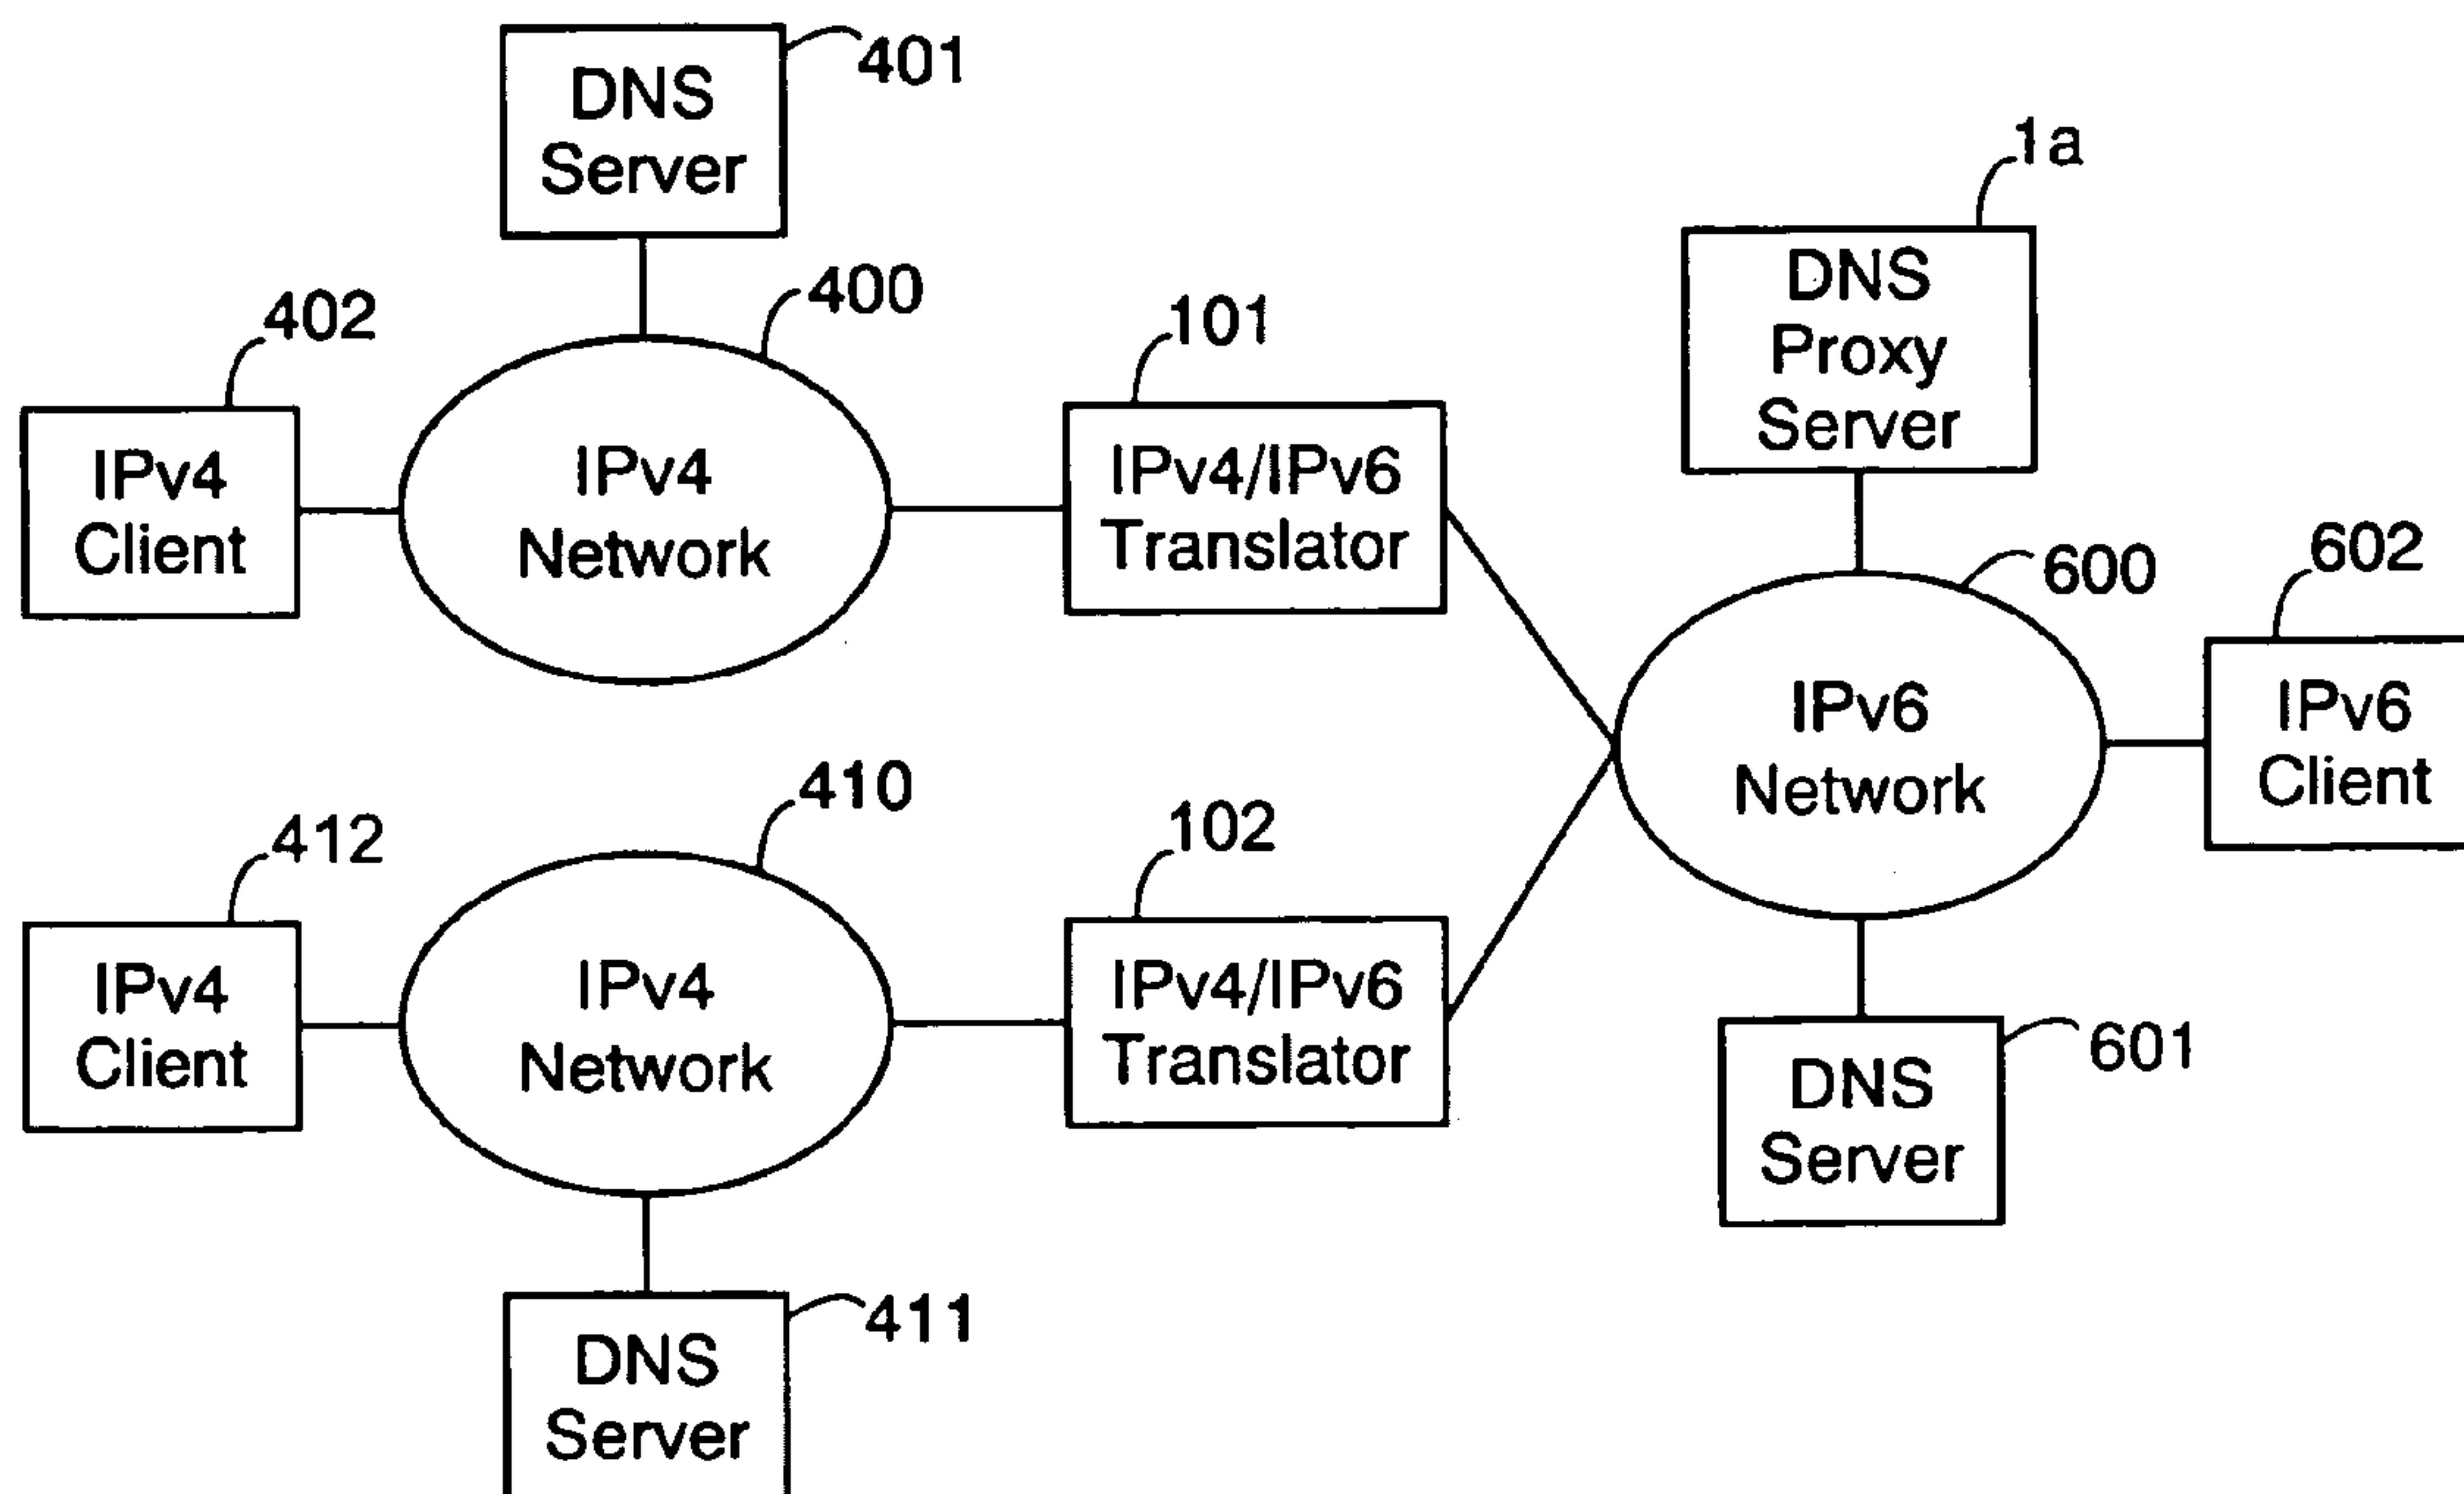 DNS
Server
401
1a
DNS
Proxy
Server
402
400
101
IPv4
Client
IPv4
Network
IPv4/IPv6
Translator
600
602
IPv6
Network
IPv6
Client
412
410
102
IPv4
Client
IPv4
Network
IPv4/IPv6
Translator
DNS
Server
601
DNS
Server
411